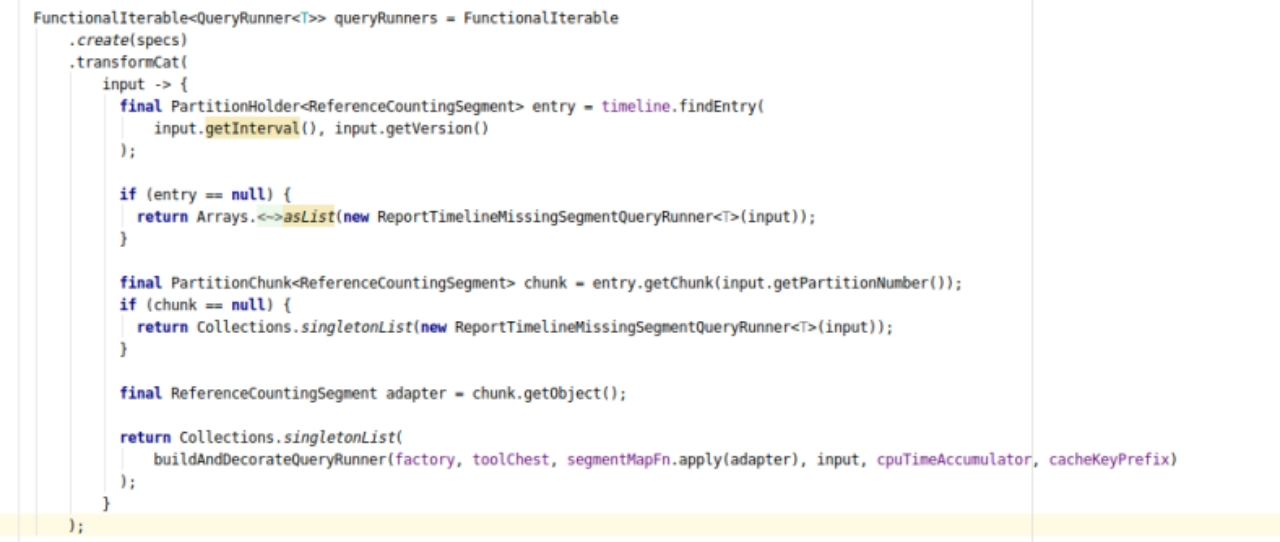 FunctionalIterable<QueryRunner<T>> queryRunners = FunctionalIterable
.create(specs)
.transformCat(
input -> {
final PartitionHolder<ReferenceCountingSegment> entry = timeline.findEntry(
input.getInterval(), input.getVersion()
);
if (entry == null) {
return Arrays.<~>asList(new ReportTimelineMissingSegmentQueryRunner<T>(input));
}
final PartitionChunk<ReferenceCountingSegment> chunk = entry.getChunk(input.getPartitionNumber());
if (chunk == null) {
return Collections.singletonList(new ReportTimelineMissingSegmentQueryRunner<T>(input));
}
final ReferenceCountingSegment adapter = chunk.getObject();
return Collections.singletonList(
buildAndDecorateQueryRunner(factory, toolChest, segmentMapFn.apply(adapter), input, cpuTimeAccumulator, cacheKeyPrefix)
);
}
);